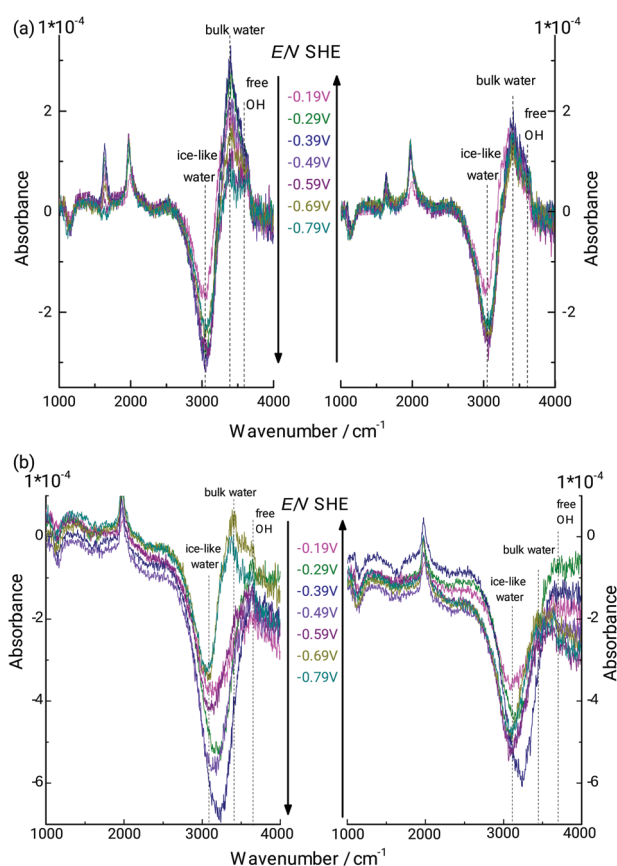 (a)
1*10⁻⁴
bulk water
E/V SHE
1*10⁻⁴
free
OH
bulk water
2
-0.19V
2
-0.29V
free
OH
-0.39V
ice-like
water
-0.49V
ice-like
water
-0.59V
0
-0.69V
0
-0.79V
Absorbance
Absorbance
-2
-2
1000 2000 3000 4000
1000 2000 3000 4000
Wavenumber / cm⁻¹
(b)
1*10⁻⁴
bulk water
E/V SHE
1*10⁻⁴
free
OH
free
OH
0
ice-like
water
-0.19V
bulk water
0
-0.29V
-0.39V
ice-like
water
-2
-0.49V
-2
-0.59V
-0.69V
-0.79V
Absorbance
Absorbance
-4
-4
-6
-6
1000 2000 3000 4000
1000 2000 3000 4000
Wavenumber / cm⁻¹